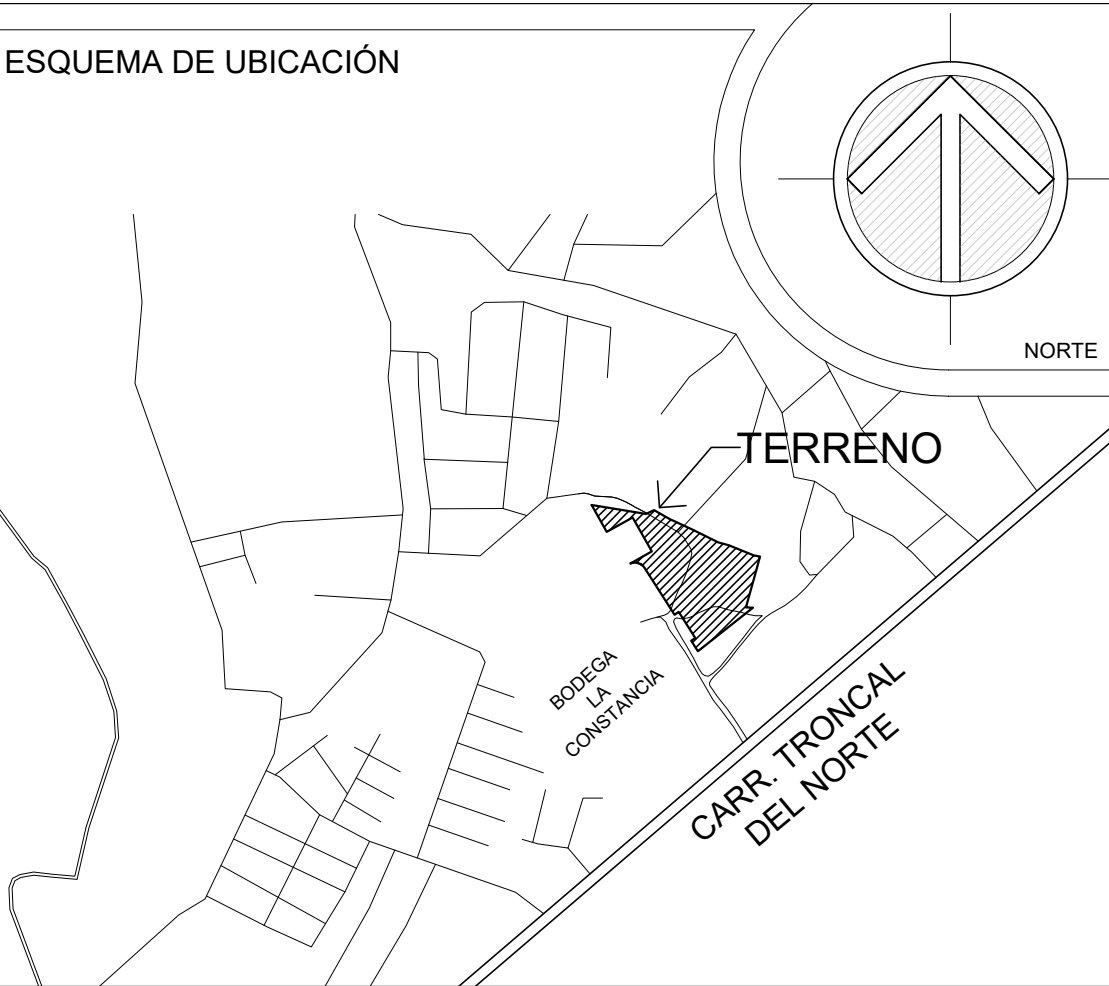 ESQUEMA DE UBICACIÓN
NORTE
TERRENO
BODEGA
LA
CONSTANCIA
CARR. TRONCAL
DEL NORTE